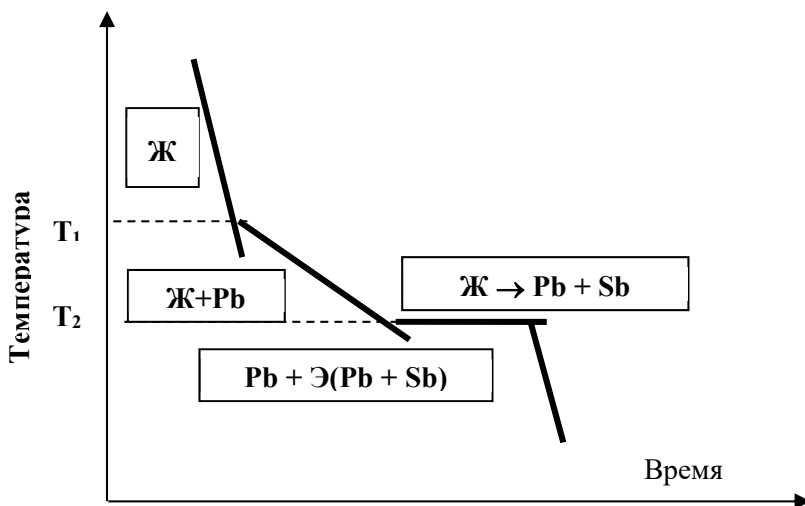 Температура
Ж
T₁
Ж → Pb + Sb
Ж+Pb
T₂
Pb + Э(Pb + Sb)
Время